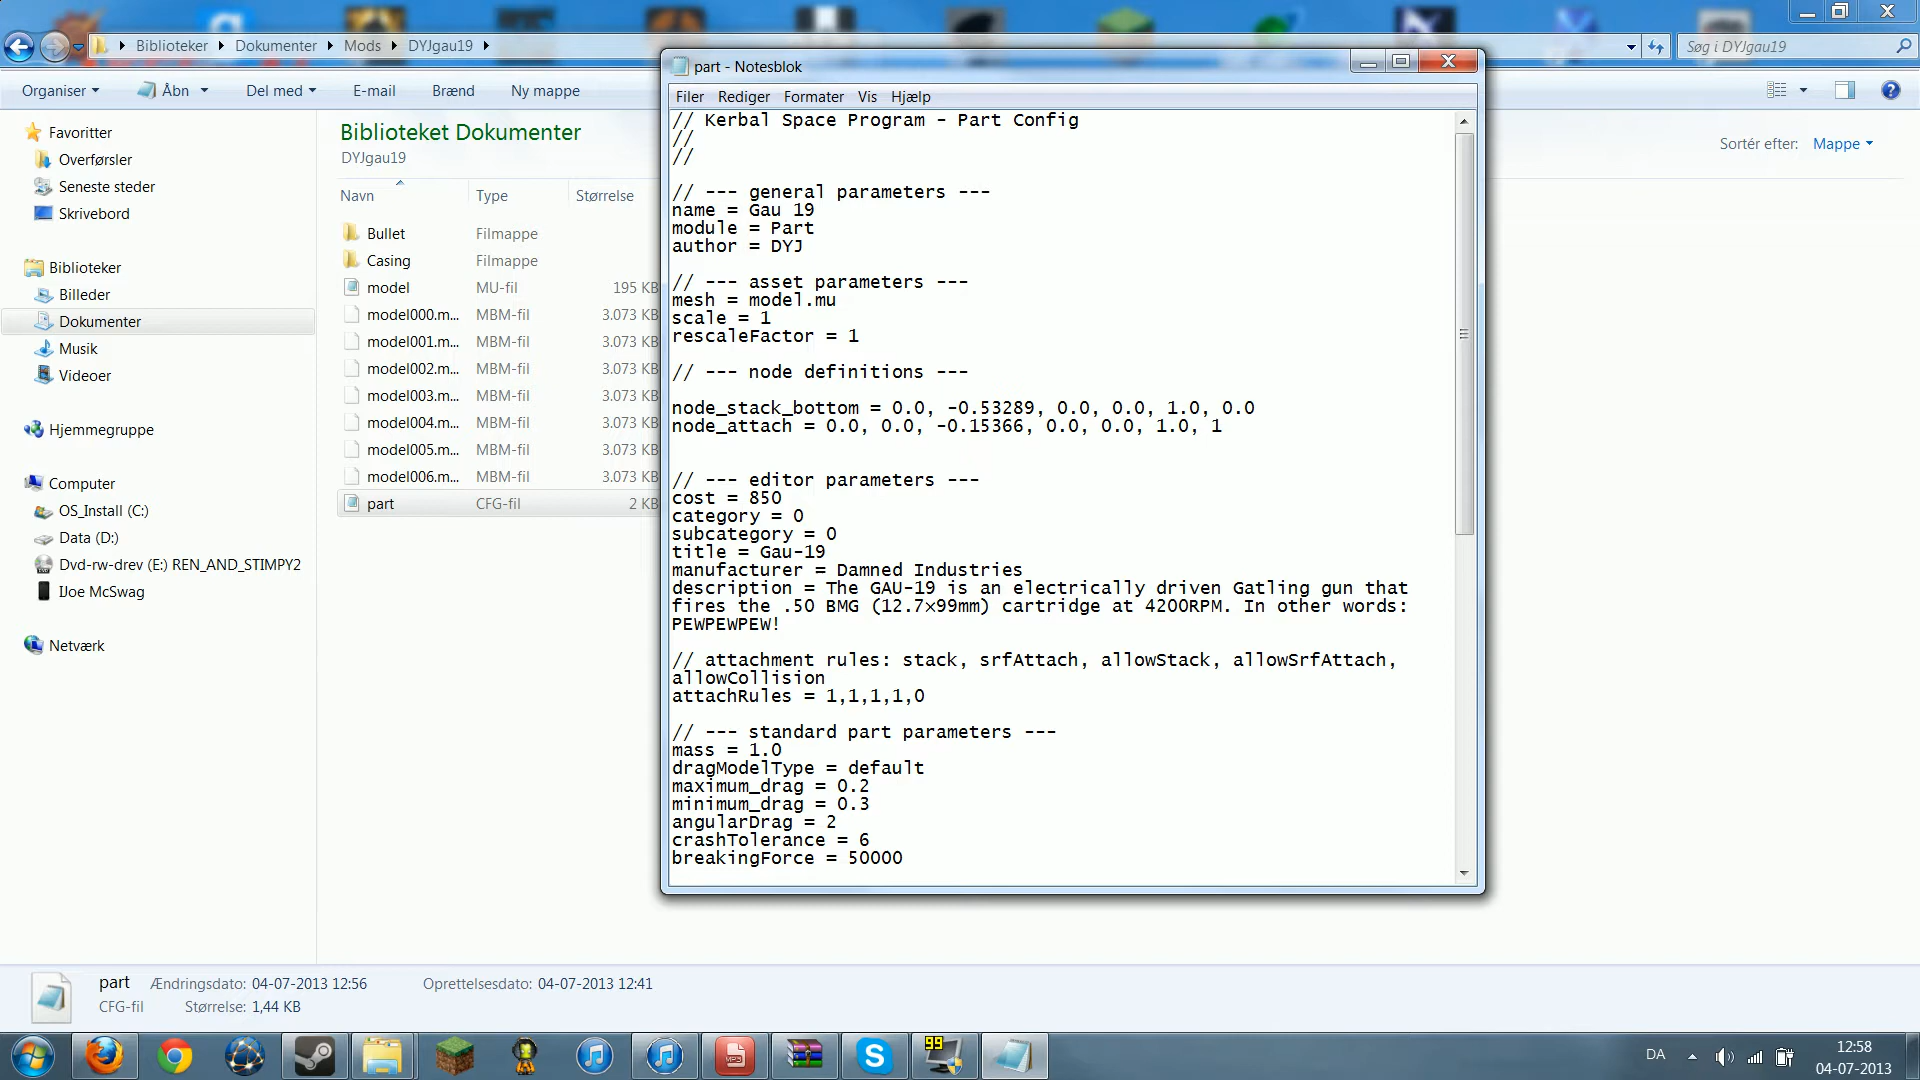 Biblioteker Dokumenter Mods DYJgau19
Søg i DYJgau19
Organiser Åbn Del med E-mail Brænd Ny mappe
Favoritter
Overførsler
Seneste steder
Skrivebord
Biblioteker
Billeder
Dokumenter
Musik
Videoer
Hjemmegruppe
Computer
OS_Install (C:)
Data (D:)
Dvd-rw-drev (E:) REN_AND_STIMPY2
IJoe McSwag
Netværk
Biblioteket Dokumenter
DYJgau19
Sortér efter: Mappe
Navn Type Størrelse
Bullet Filmappe
Casing Filmappe
model MU-fil 195 KB
model000.m... MBM-fil 3.073 KB
model001.m... MBM-fil 3.073 KB
model002.m... MBM-fil 3.073 KB
model003.m... MBM-fil 3.073 KB
model004.m... MBM-fil 3.073 KB
model005.m... MBM-fil 3.073 KB
model006.m... MBM-fil 3.073 KB
part CFG-fil 2 KB
part - Notesblok
Filer Rediger Formater Vis Hjælp
// Kerbal Space Program - Part Config
//
//
// --- general parameters ---
name = Gau 19
module = Part
author = DYJ
// --- asset parameters ---
mesh = model.mu
scale = 1
rescaleFactor = 1
// --- node definitions ---
node_stack_bottom = 0.0, -0.53289, 0.0, 0.0, 1.0, 0.0
node_attach = 0.0, 0.0, -0.15366, 0.0, 0.0, 1.0, 1
// --- editor parameters ---
cost = 850
category = 0
subcategory = 0
title = Gau-19
manufacturer = Damned Industries
description = The GAU-19 is an electrically driven Gatling gun that
fires the .50 BMG (12.7×99mm) cartridge at 4200RPM. In other words:
PEWPEWPEW!
// attachment rules: stack, srfAttach, allowStack, allowSrfAttach,
allowCollision
attachRules = 1,1,1,1,0
// --- standard part parameters ---
mass = 1.0
dragModelType = default
maximum_drag = 0.2
minimum_drag = 0.3
angularDrag = 2
crashTolerance = 6
breakingForce = 50000
part Ændringsdato: 04-07-2013 12:56 Oprettelsesdato: 04-07-2013 12:41
CFG-fil Størrelse: 1,44 KB
MP3
99
DA
12:58
04-07-2013